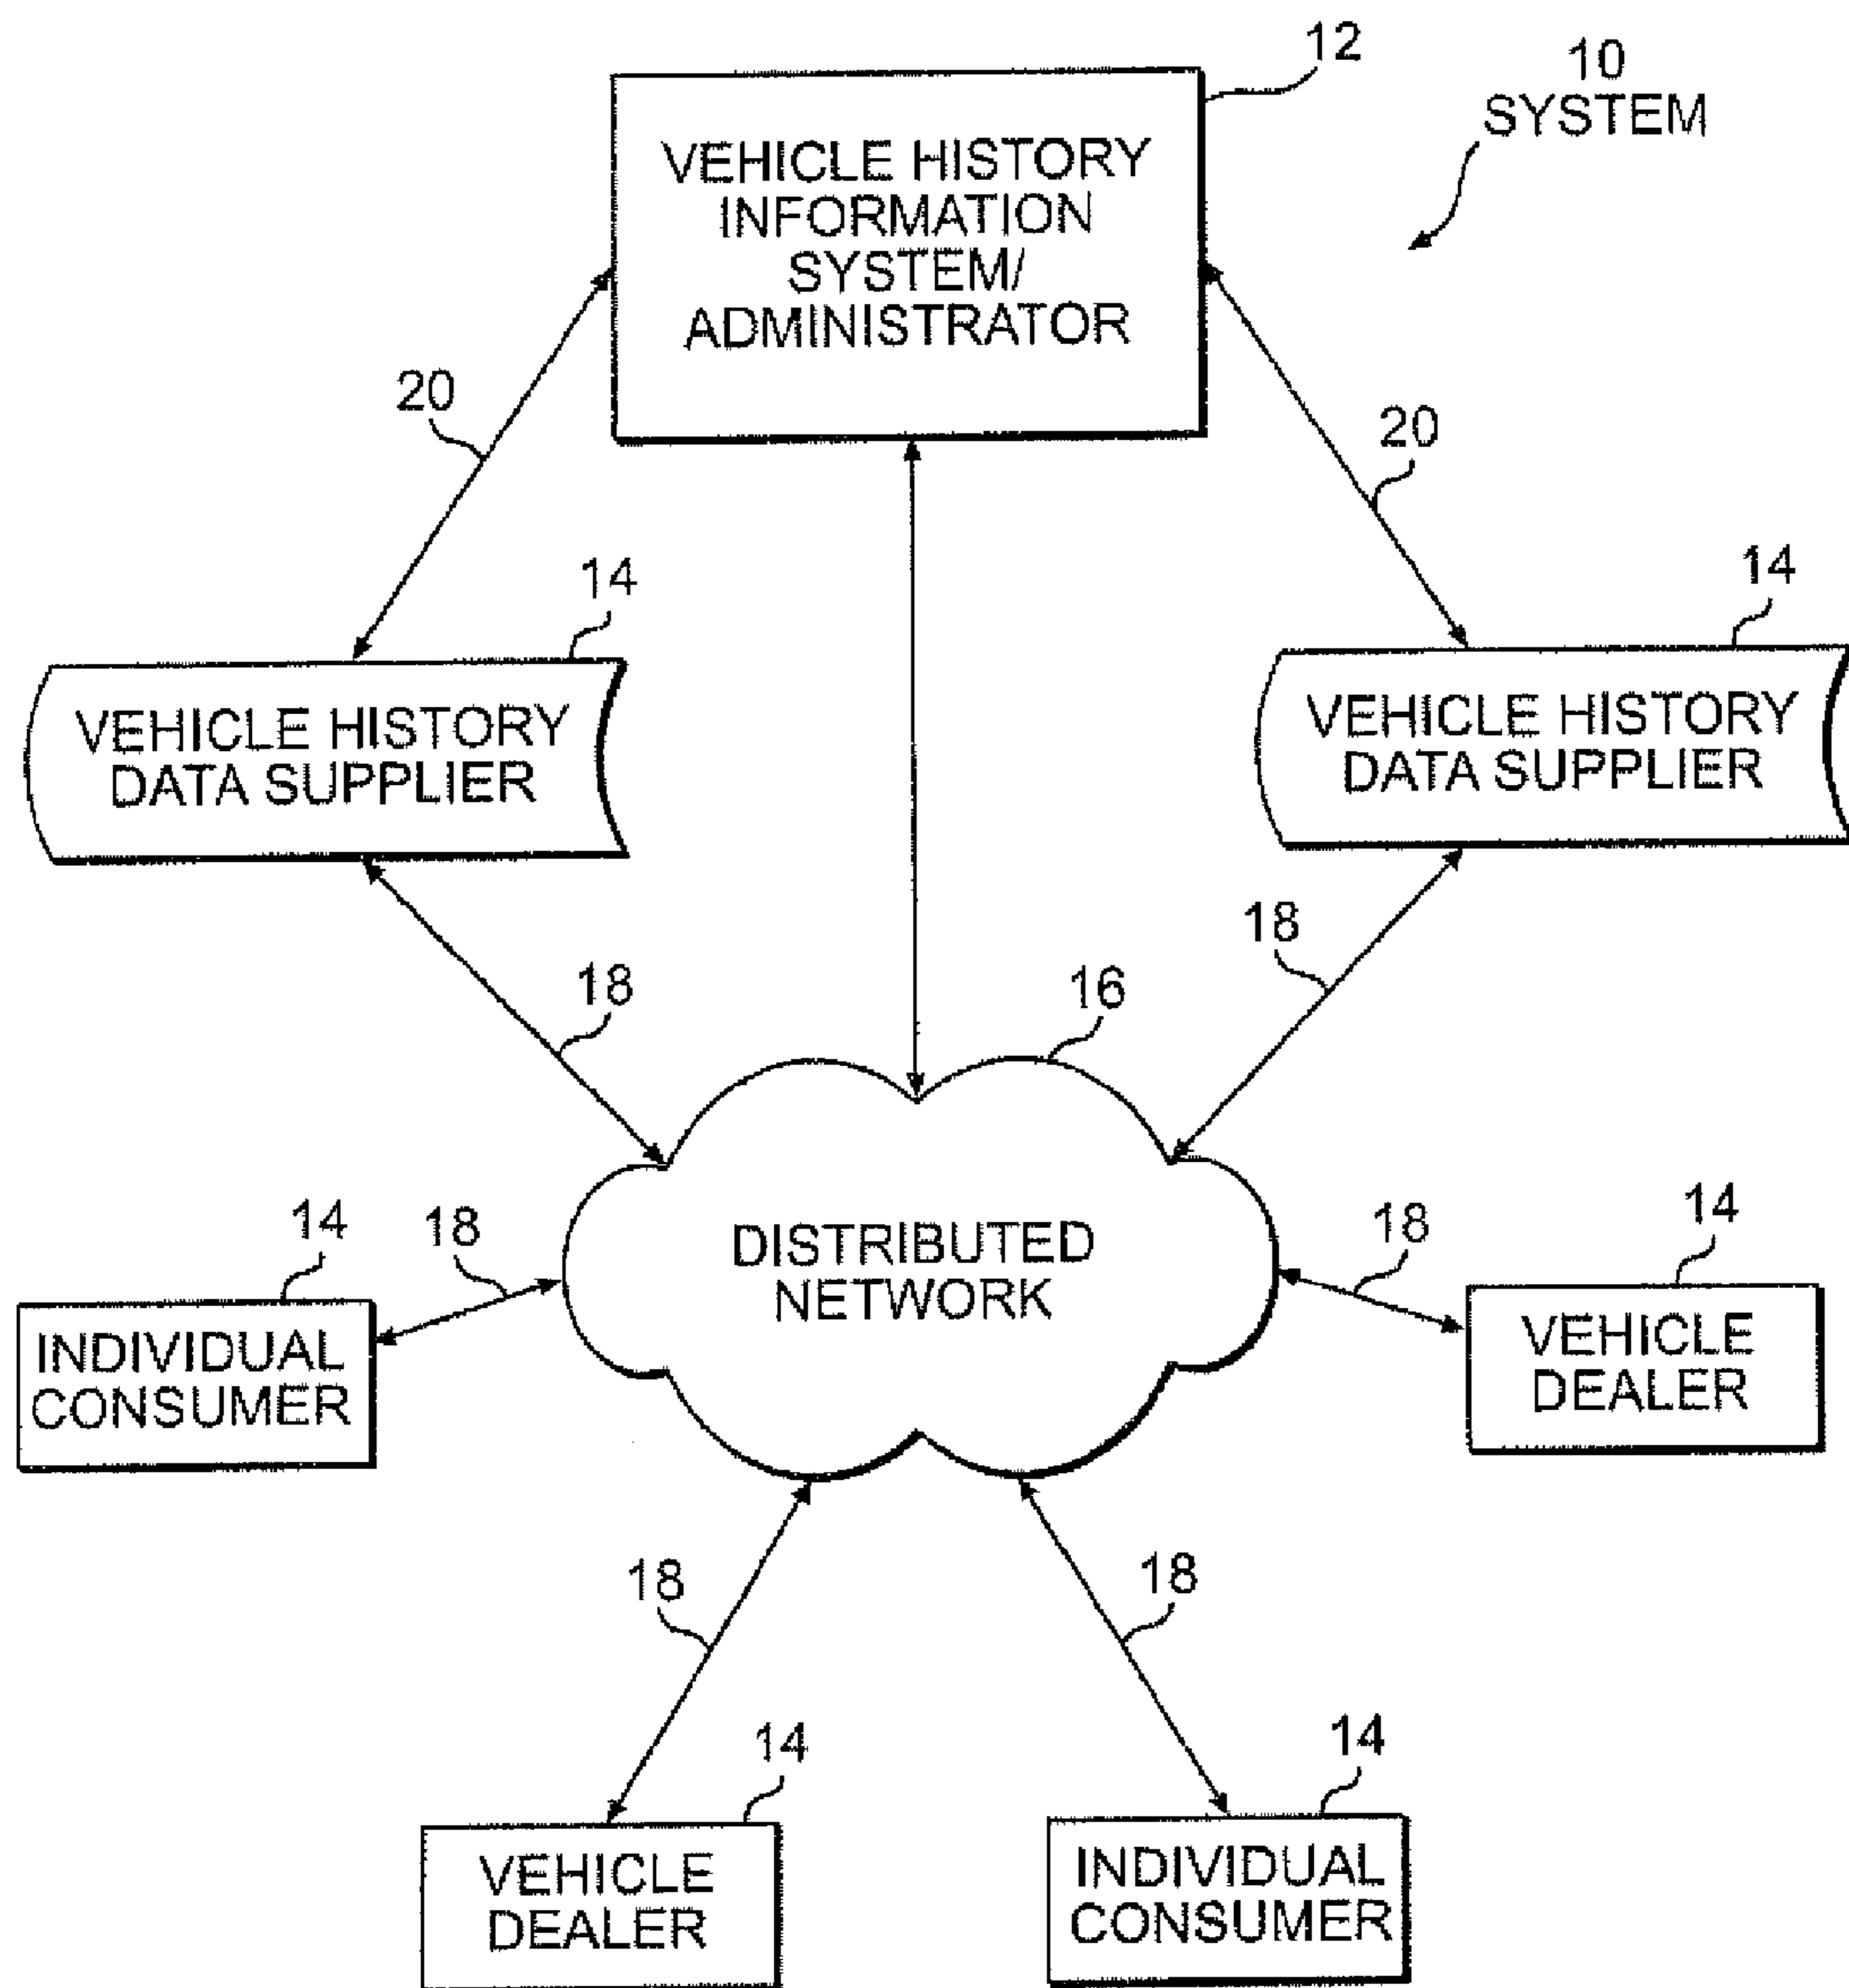 12
10
SYSTEM
VEHICLE HISTORY
INFORMATION
SYSTEM/
ADMINISTRATOR
20
20
14
14
VEHICLE HISTORY
DATA SUPPLIER
VEHICLE HISTORY
DATA SUPPLIER
18
18
16
14
18
DISTRIBUTED
NETWORK
18
14
INDIVIDUAL
CONSUMER
VEHICLE
DEALER
18
18
14
14
VEHICLE
DEALER
INDIVIDUAL
CONSUMER